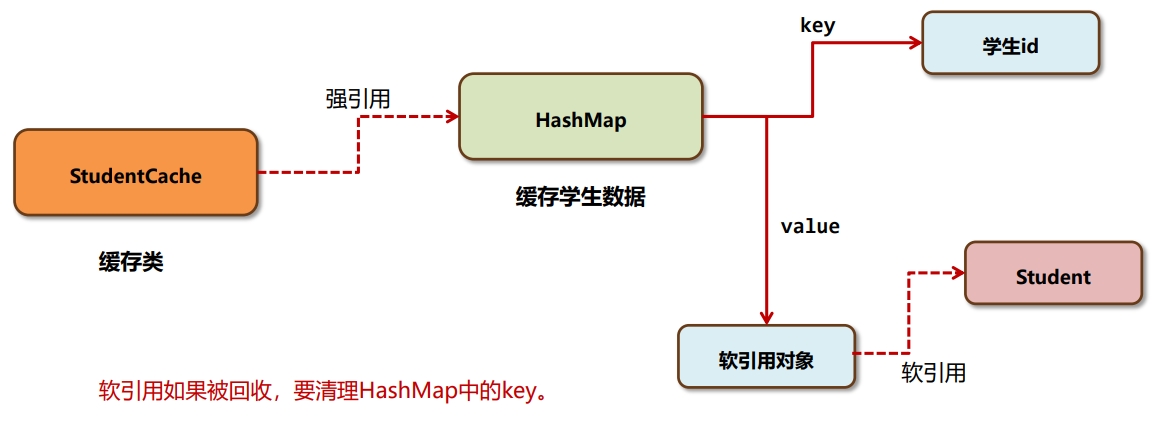 key
学生id
强引用
HashMap
StudentCache
缓存学生数据
value
缓存类
Student
软引用对象
软引用
软引用如果被回收，要清理HashMap中的key。